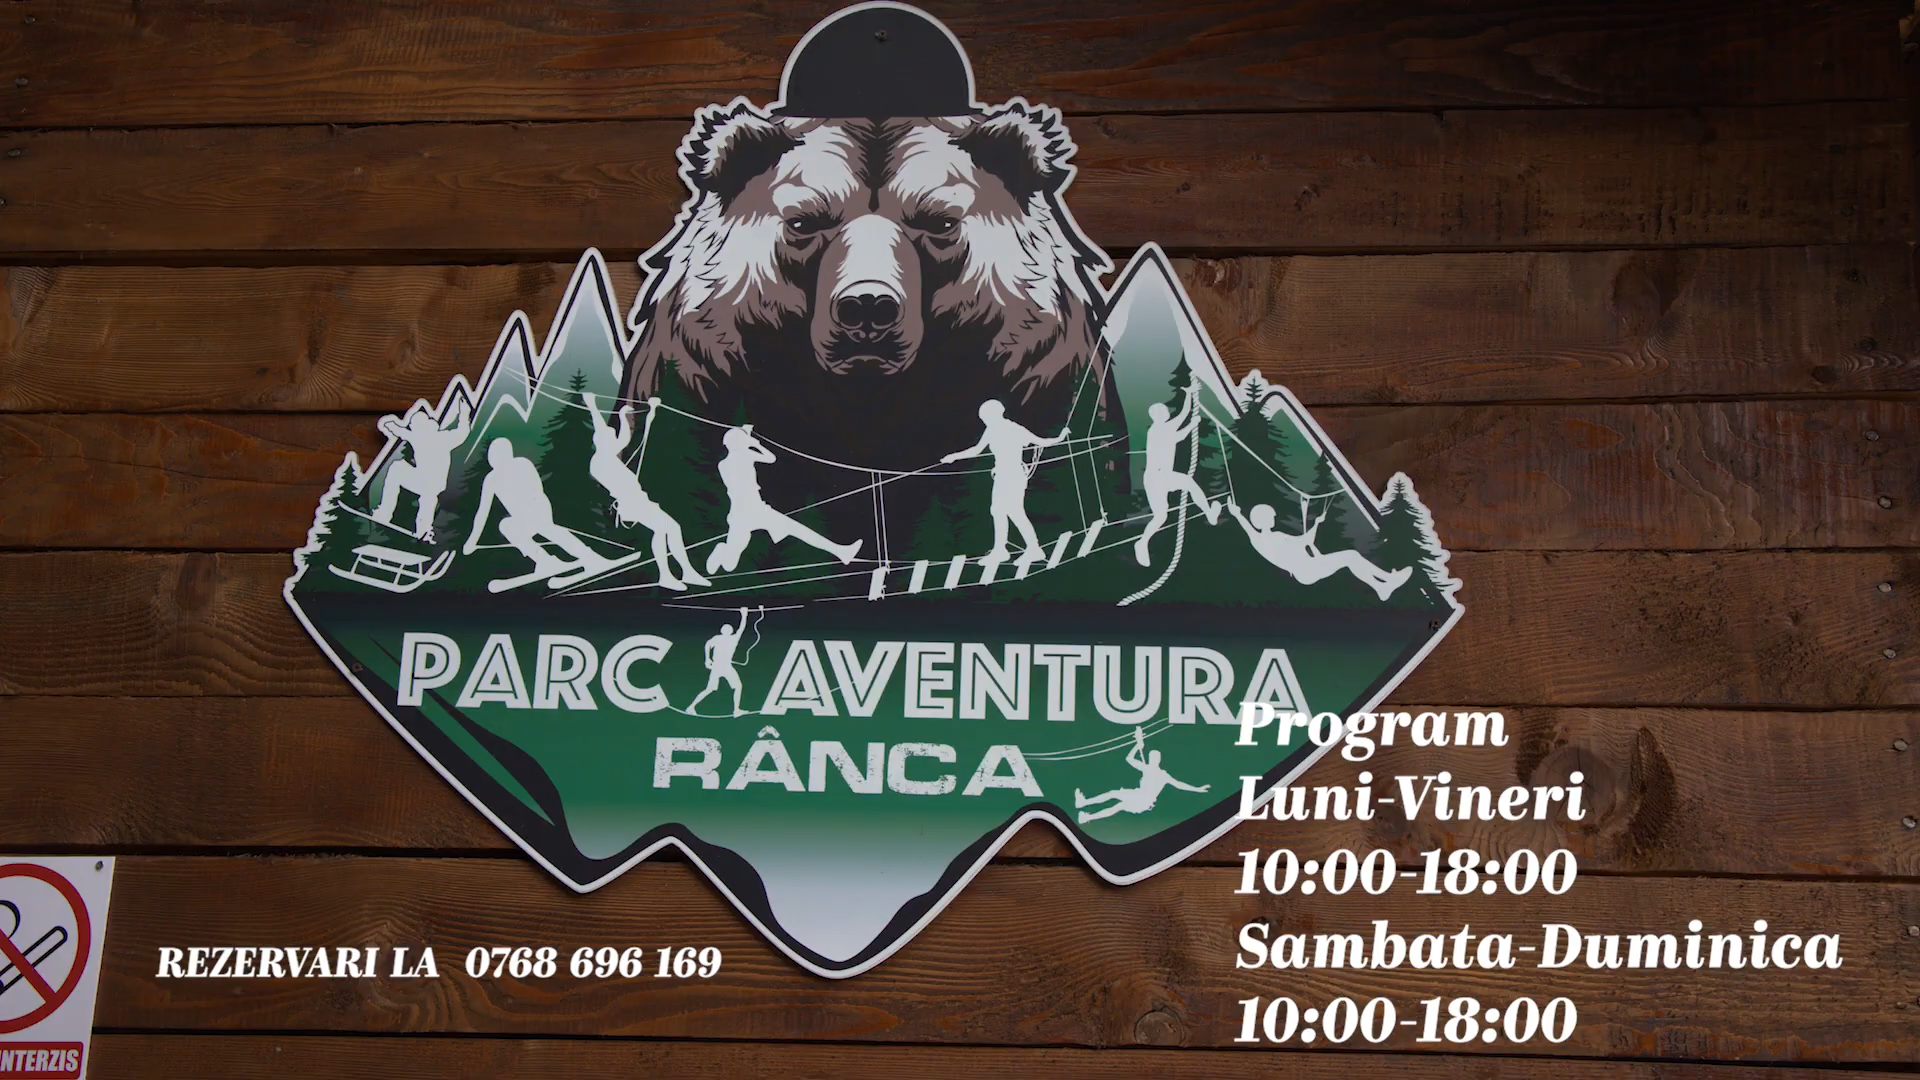 PARC AVENTURA
RÂNCA
Program
Luni-Vineri
10:00-18:00
Sambata-Duminica
10:00-18:00
REZERVARI LA 0768 696 169
INTERZIS